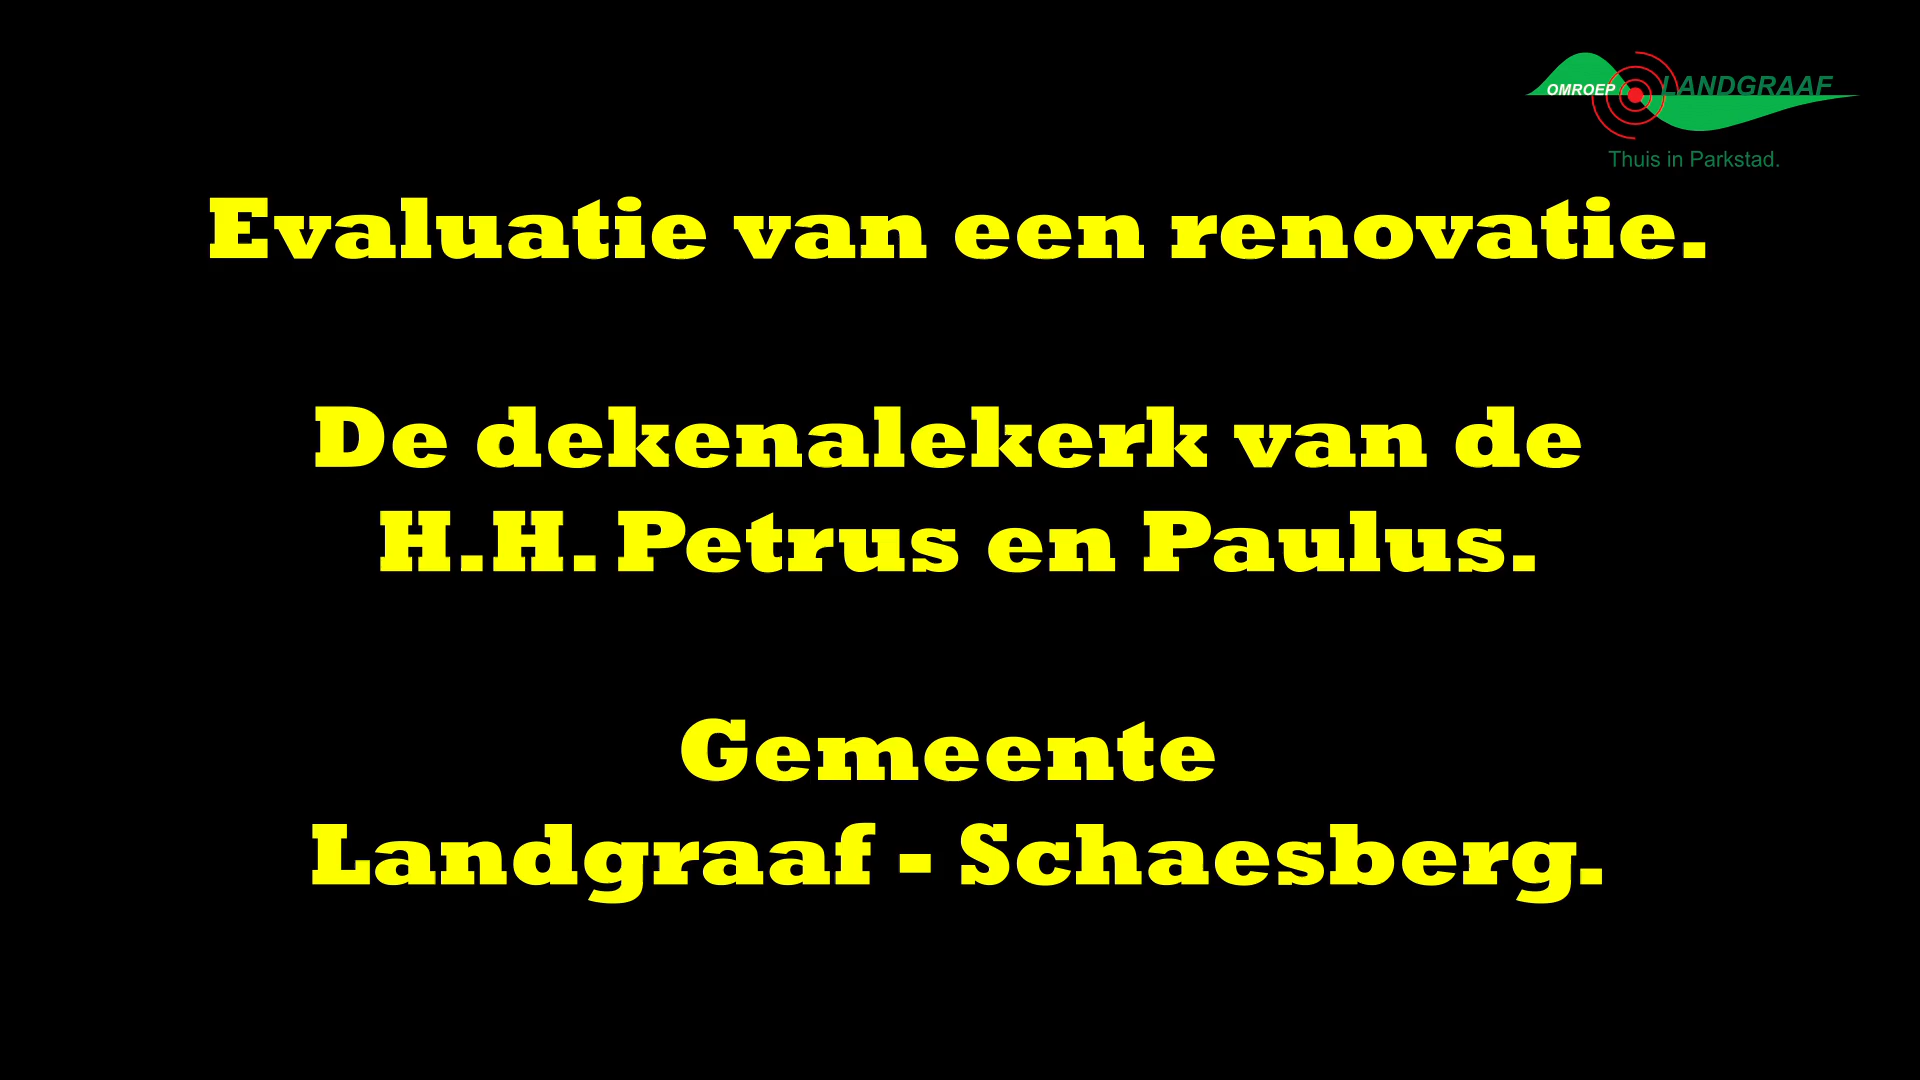 OMROEP LANDGRAAF
Thuis in Parkstad.
Evaluatie van een renovatie.
De dekenalekerk van de
H.H. Petrus en Paulus.
Gemeente
Landgraaf - Schaesberg.